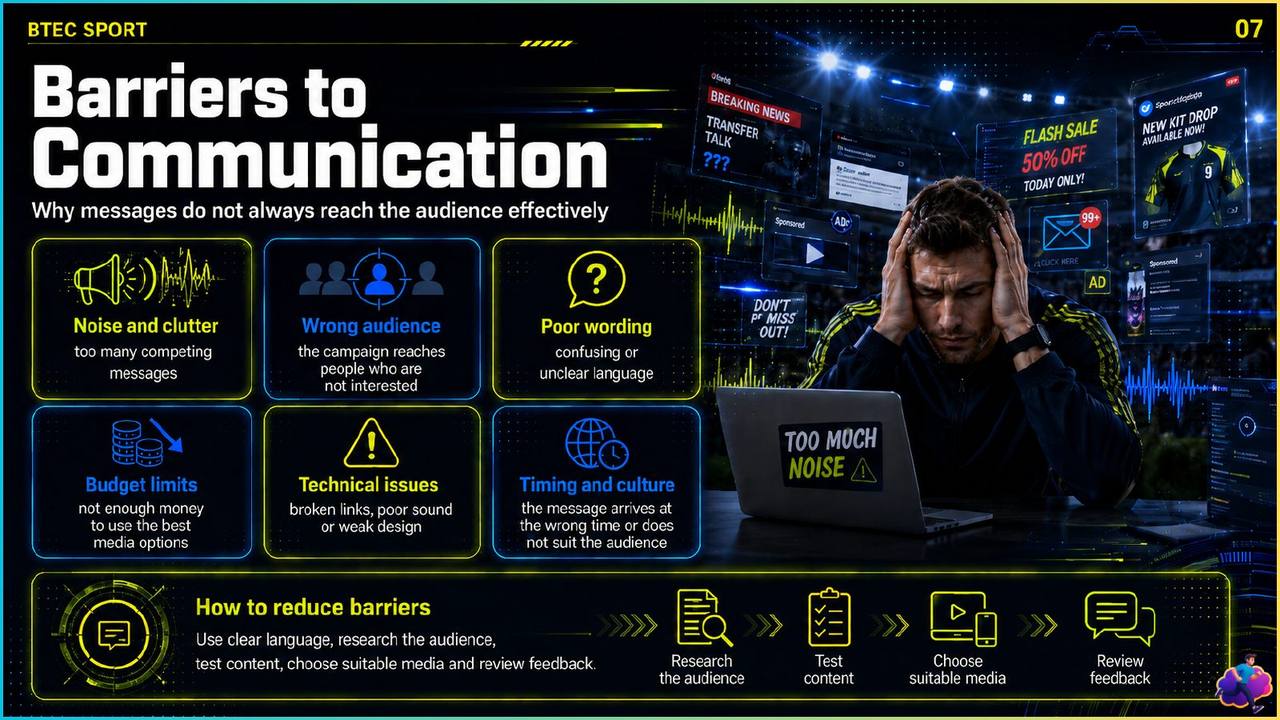 BTEC SPORT
07
Barriers to
Communication
Why messages do not always reach the audience effectively
Noise and clutter
too many competing
messages
Wrong audience
the campaign reaches
people who are
not interested
?
Poor wording
confusing or
unclear language
Budget limits
not enough money
to use the best
media options
!
Technical issues
broken links, poor sound
or weak design
Timing and culture
the message arrives at
the wrong time or does
not suit the audience
BREAKING NEWS
TRANSFER
TALK
???
Sponsored
ADs
DON'T
MISS
OUT!
FLASH SALE
50% OFF
TODAY ONLY!
99+
CLICK HERE
AD
NEW KIT DROP
AVAILABLE NOW!
9
Sponsored
TOO MUCH
NOISE
How to reduce barriers
Use clear language, research the audience,
test content, choose suitable media and review feedback.
Research
the audience
Test
content
Choose
suitable media
Review
feedback